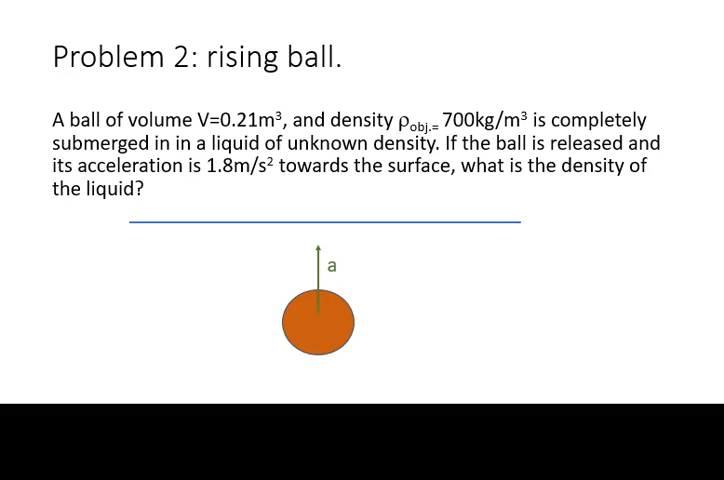 Problem 2: rising ball.
A ball of volume V=0.21m³, and density ρobj.= 700kg/m³ is completely
submerged in in a liquid of unknown density. If the ball is released and
its acceleration is 1.8m/s² towards the surface, what is the density of
the liquid?
a